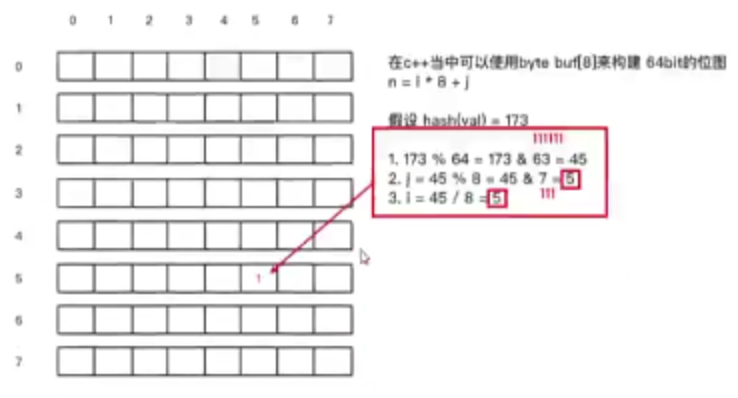 0 1 2 3 4 5 6 7
0
1
2
3
4
5
6
7
1
在c++当中可以使用byte buf[8]来构建 64bit的位图
n = i * 8 + j
假设 hash(val) = 173
111111
1. 173 % 64 = 173 & 63 = 45
2. j = 45 % 8 = 45 & 7 = 5
3. i = 45 / 8 = 5
111